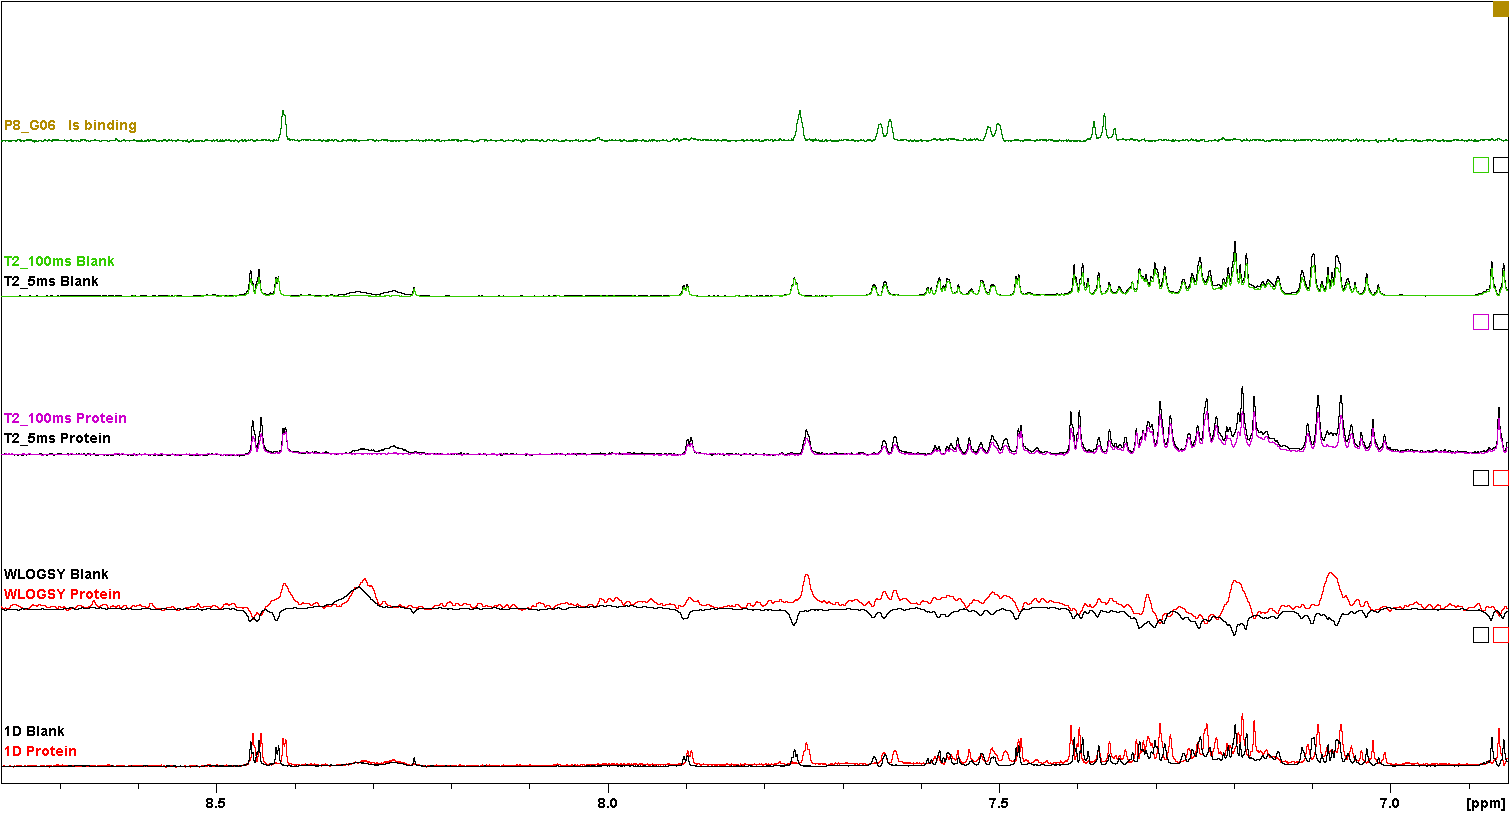 P8_G06 Is binding
T2_100ms Blank
T2_5ms Blank
T2_100ms Protein
T2_5ms Protein
WLOGSY Blank
WLOGSY Protein
1D Blank
1D Protein
8.5 8.0 7.5 7.0 [ppm]